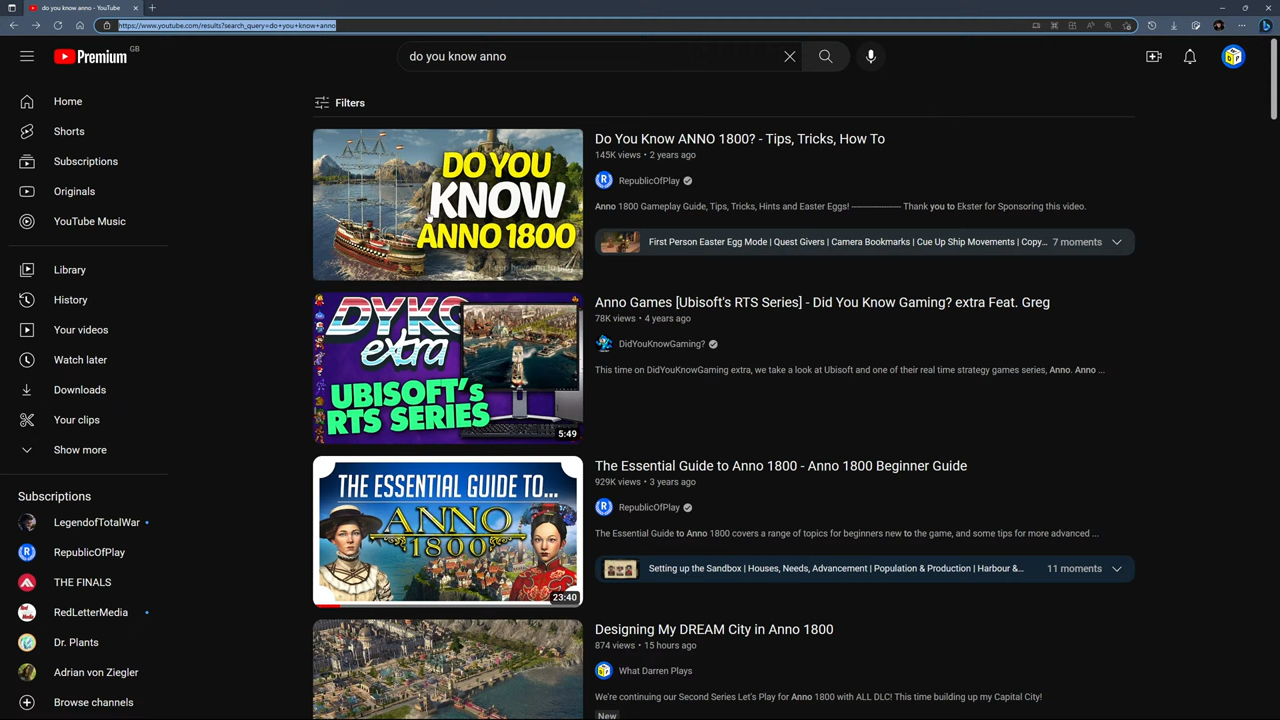 do you know anno - YouTube
https://www.youtube.com/results?search_query=do+you+know+anno
Premium GB
do you know anno
Home
Shorts
Subscriptions
Originals
YouTube Music
Library
History
Your videos
Watch later
Downloads
Your clips
Show more
Subscriptions
LegendofTotalWar
RepublicOfPlay
THE FINALS
RedLetterMedia
Dr. Plants
Adrian von Ziegler
Browse channels
Filters
DO YOU
KNOW
ANNO 1800
Do You Know ANNO 1800? - Tips, Tricks, How To
145K views • 2 years ago
RepublicOfPlay
Anno 1800 Gameplay Guide, Tips, Tricks, Hints and Easter Eggs! ------------------ Thank you to Ekster for Sponsoring this video.
First Person Easter Egg Mode | Quest Givers | Camera Bookmarks | Cue Up Ship Movements | Copy... 7 moments
DYKG
extra
UBISOFT'S
RTS SERIES
5:49
Anno Games [Ubisoft's RTS Series] - Did You Know Gaming? extra Feat. Greg
78K views • 4 years ago
DidYouKnowGaming?
This time on DidYouKnowGaming extra, we take a look at Ubisoft and one of their real time strategy games series, Anno. Anno ...
THE ESSENTIAL GUIDE TO...
ANNO
1800
23:40
The Essential Guide to Anno 1800 - Anno 1800 Beginner Guide
929K views • 3 years ago
RepublicOfPlay
The Essential Guide to Anno 1800 covers a range of topics for beginners new to the game, and some tips for more advanced ...
Setting up the Sandbox | Houses, Needs, Advancement | Population & Production | Harbour &... 11 moments
Designing My DREAM City in Anno 1800
874 views • 15 hours ago
What Darren Plays
We're continuing our Second Series Let's Play for Anno 1800 with ALL DLC! This time building up my Capital City!
New